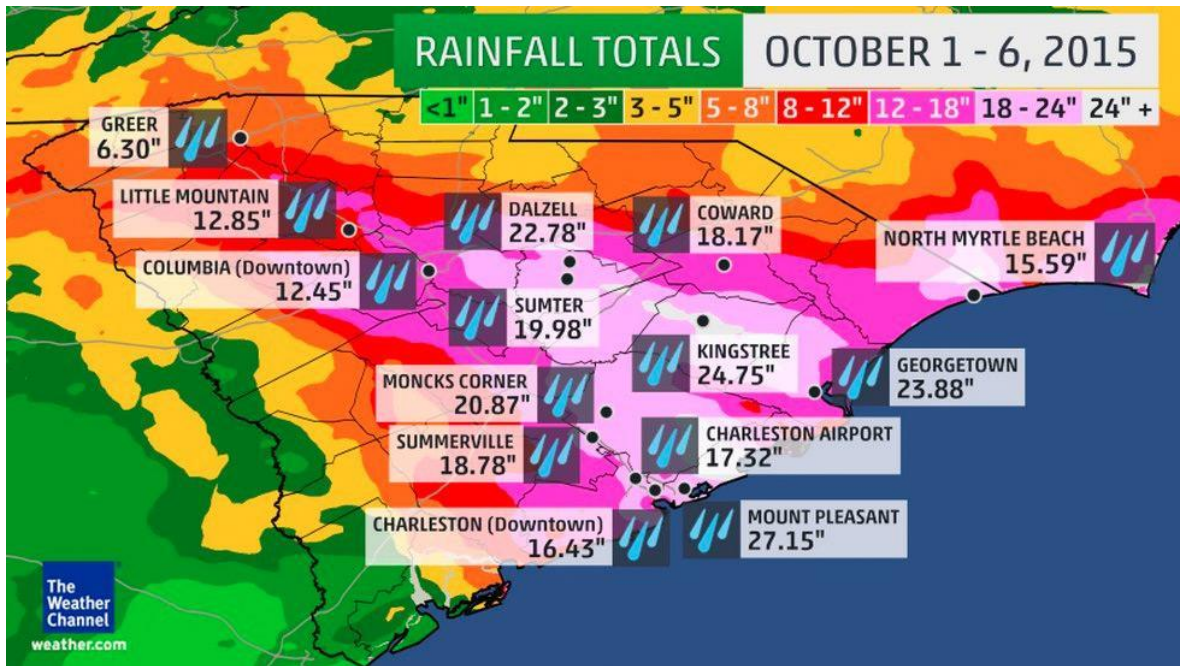 RAINFALL TOTALS
OCTOBER 1 - 6, 2015
<1" 1 - 2" 2 - 3" 3 - 5" 5 - 8" 8 - 12" 12 - 18" 18 - 24" 24" +
GREER
6.30"
LITTLE MOUNTAIN
12.85"
DALZELL
22.78"
COWARD
18.17"
NORTH MYRTLE BEACH
15.59"
COLUMBIA (Downtown)
12.45"
SUMTER
19.98"
KINGSTREE
24.75"
GEORGETOWN
23.88"
MONCKS CORNER
20.87"
SUMMERVILLE
18.78"
CHARLESTON AIRPORT
17.32"
CHARLESTON (Downtown)
16.43"
MOUNT PLEASANT
27.15"
The
Weather
Channel
weather.com